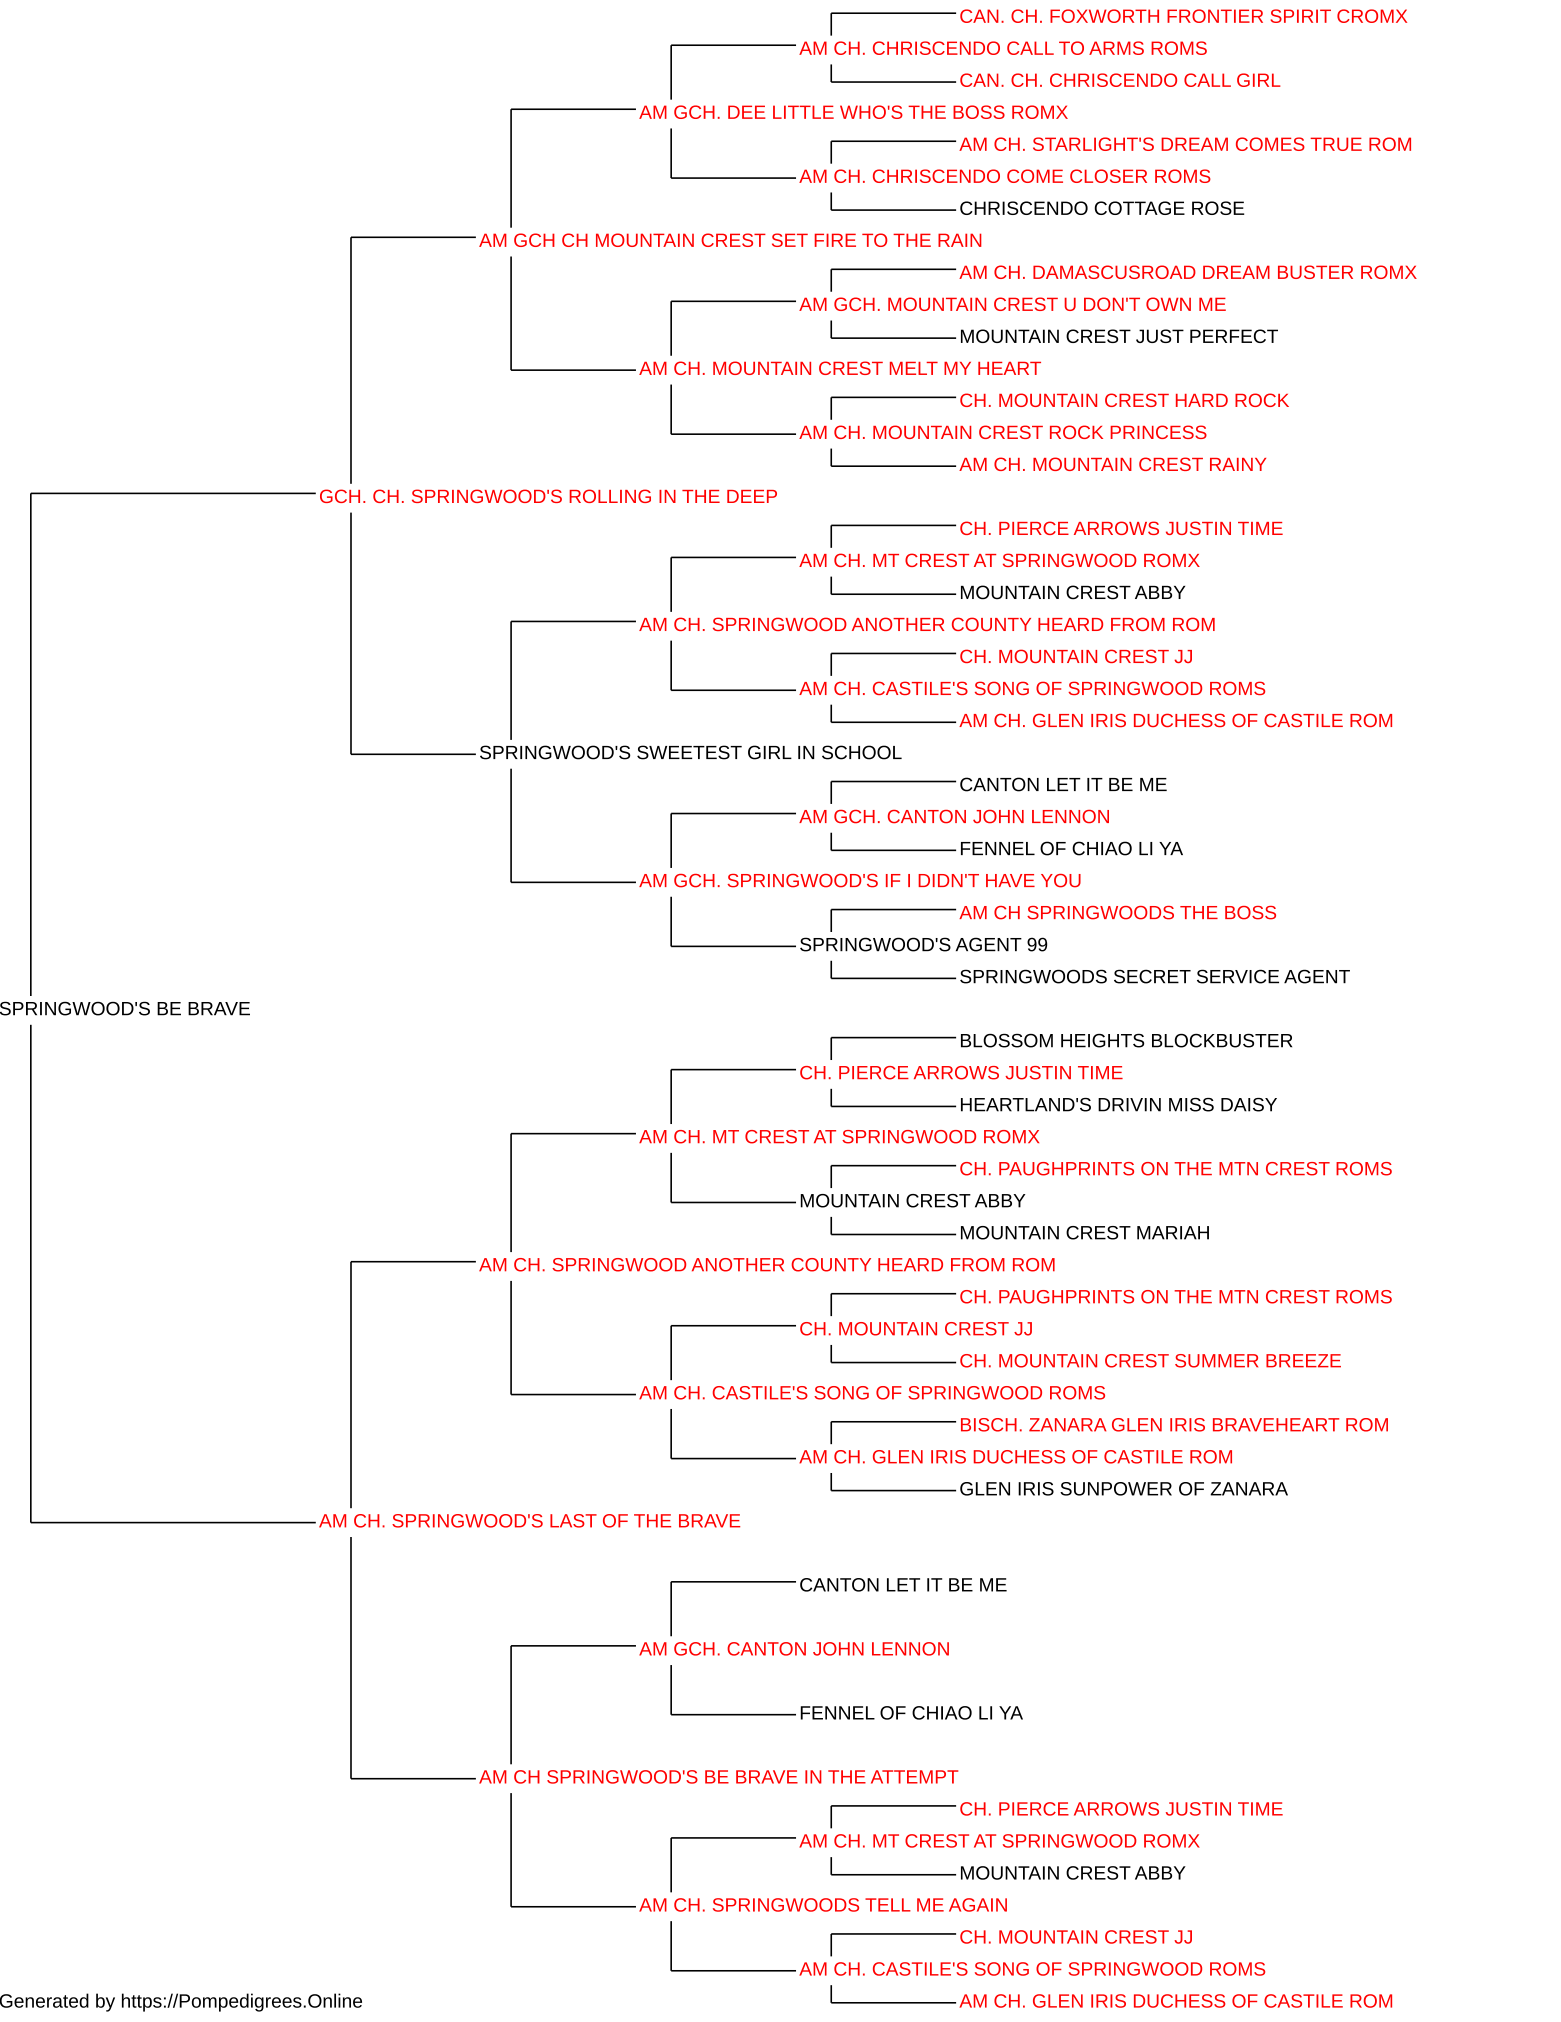 CAN. CH. FOXWORTH FRONTIER SPIRIT CROMX
AM CH. CHRISCENDO CALL TO ARMS ROMS
CAN. CH. CHRISCENDO CALL GIRL
AM GCH. DEE LITTLE WHO'S THE BOSS ROMX
AM CH. STARLIGHT'S DREAM COMES TRUE ROM
AM CH. CHRISCENDO COME CLOSER ROMS
CHRISCENDO COTTAGE ROSE
AM GCH CH MOUNTAIN CREST SET FIRE TO THE RAIN
AM CH. DAMASCUSROAD DREAM BUSTER ROMX
AM GCH. MOUNTAIN CREST U DON'T OWN ME
MOUNTAIN CREST JUST PERFECT
AM CH. MOUNTAIN CREST MELT MY HEART
CH. MOUNTAIN CREST HARD ROCK
AM CH. MOUNTAIN CREST ROCK PRINCESS
AM CH. MOUNTAIN CREST RAINY
GCH. CH. SPRINGWOOD'S ROLLING IN THE DEEP
CH. PIERCE ARROWS JUSTIN TIME
AM CH. MT CREST AT SPRINGWOOD ROMX
MOUNTAIN CREST ABBY
AM CH. SPRINGWOOD ANOTHER COUNTY HEARD FROM ROM
CH. MOUNTAIN CREST JJ
AM CH. CASTILE'S SONG OF SPRINGWOOD ROMS
AM CH. GLEN IRIS DUCHESS OF CASTILE ROM
SPRINGWOOD'S SWEETEST GIRL IN SCHOOL
CANTON LET IT BE ME
AM GCH. CANTON JOHN LENNON
FENNEL OF CHIAO LI YA
AM GCH. SPRINGWOOD'S IF I DIDN'T HAVE YOU
AM CH SPRINGWOODS THE BOSS
SPRINGWOOD'S AGENT 99
SPRINGWOODS SECRET SERVICE AGENT
SPRINGWOOD'S BE BRAVE
BLOSSOM HEIGHTS BLOCKBUSTER
CH. PIERCE ARROWS JUSTIN TIME
HEARTLAND'S DRIVIN MISS DAISY
AM CH. MT CREST AT SPRINGWOOD ROMX
CH. PAUGHPRINTS ON THE MTN CREST ROMS
MOUNTAIN CREST ABBY
MOUNTAIN CREST MARIAH
AM CH. SPRINGWOOD ANOTHER COUNTY HEARD FROM ROM
CH. PAUGHPRINTS ON THE MTN CREST ROMS
CH. MOUNTAIN CREST JJ
CH. MOUNTAIN CREST SUMMER BREEZE
AM CH. CASTILE'S SONG OF SPRINGWOOD ROMS
BISCH. ZANARA GLEN IRIS BRAVEHEART ROM
AM CH. GLEN IRIS DUCHESS OF CASTILE ROM
GLEN IRIS SUNPOWER OF ZANARA
AM CH. SPRINGWOOD'S LAST OF THE BRAVE
CANTON LET IT BE ME
AM GCH. CANTON JOHN LENNON
FENNEL OF CHIAO LI YA
AM CH SPRINGWOOD'S BE BRAVE IN THE ATTEMPT
CH. PIERCE ARROWS JUSTIN TIME
AM CH. MT CREST AT SPRINGWOOD ROMX
MOUNTAIN CREST ABBY
AM CH. SPRINGWOODS TELL ME AGAIN
CH. MOUNTAIN CREST JJ
AM CH. CASTILE'S SONG OF SPRINGWOOD ROMS
AM CH. GLEN IRIS DUCHESS OF CASTILE ROM
Generated by https://Pompedigrees.Online